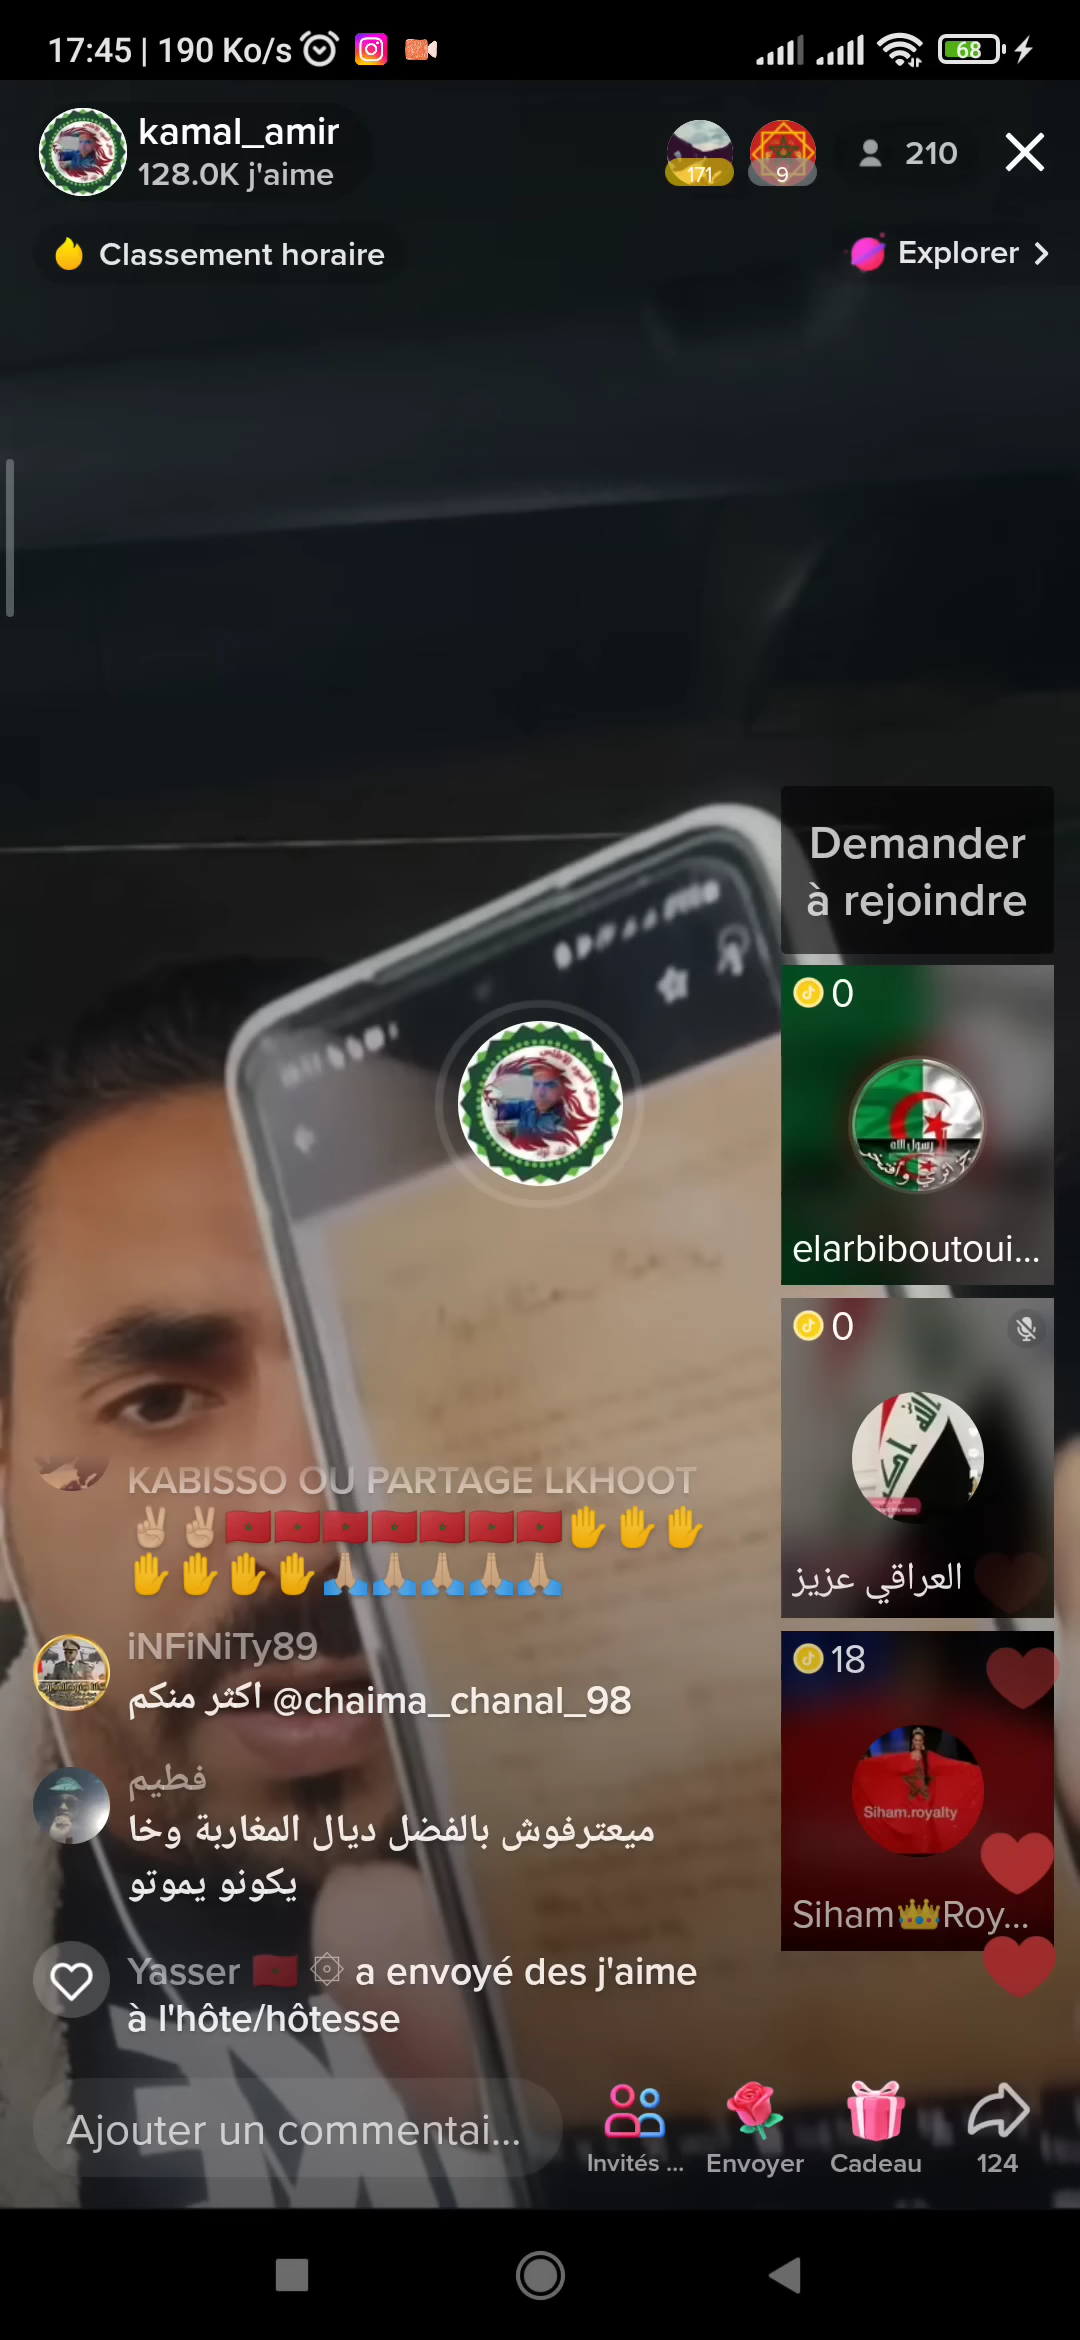 17:45 | 190 Ko/s
68
kamal_amir
128.0K j'aime
171
9
210
Classement horaire
Explorer
Demander
à rejoindre
0
رسول الله
elarbiboutoui...
0
العراقي عزيز
18
Siham.royalty
Siham👑Roy...
KABISSO OU PARTAGE LKHOOT
✌🏼✌🏼🇲🇦🇲🇦🇲🇦🇲🇦🇲🇦🇲🇦🇲🇦✋✋✋
✋✋✋✋🙏🏼🙏🏼🙏🏼🙏🏼🙏🏼
iNFiNiTy89
اكثر منكم @chaima_chanal_98
فطيم
ميعترفوش بالفضل ديال المغاربة وخا
يكونو يموتو
Yasser 🇲🇦 ۞ a envoyé des j'aime
à l'hôte/hôtesse
Ajouter un commentai...
Invités ...
Envoyer
Cadeau
124